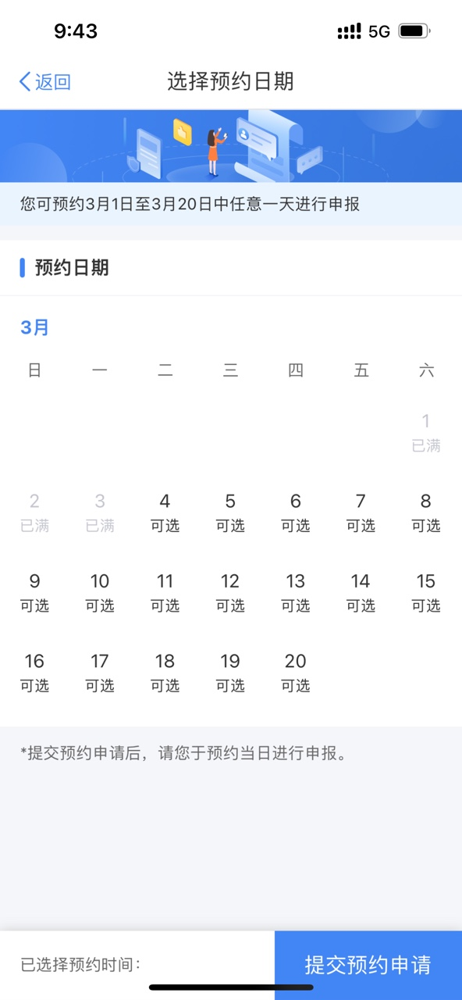 9:43 5G
返回 选择预约日期
您可预约3月1日至3月20日中任意一天进行申报
预约日期
3月
日 一 二 三 四 五 六
1
已满
2 3 4 5 6 7 8
已满 已满 可选 可选 可选 可选 可选
9 10 11 12 13 14 15
可选 可选 可选 可选 可选 可选 可选
16 17 18 19 20
可选 可选 可选 可选 可选
*提交预约申请后，请您于预约当日进行申报。
已选择预约时间: 提交预约申请